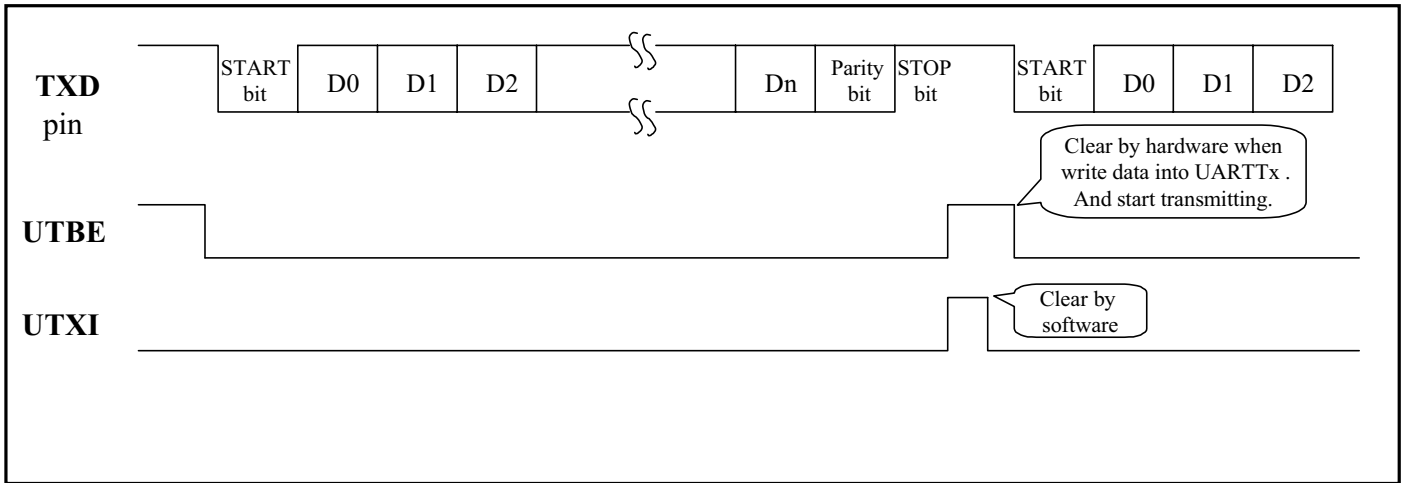 TXD
pin
START
bit
D0
D1
D2
Dn
Parity
bit
STOP
bit
START
bit
D0
D1
D2
Clear by hardware when
write data into UARTTx .
And start transmitting.
UTBE
UTXI
Clear by
software